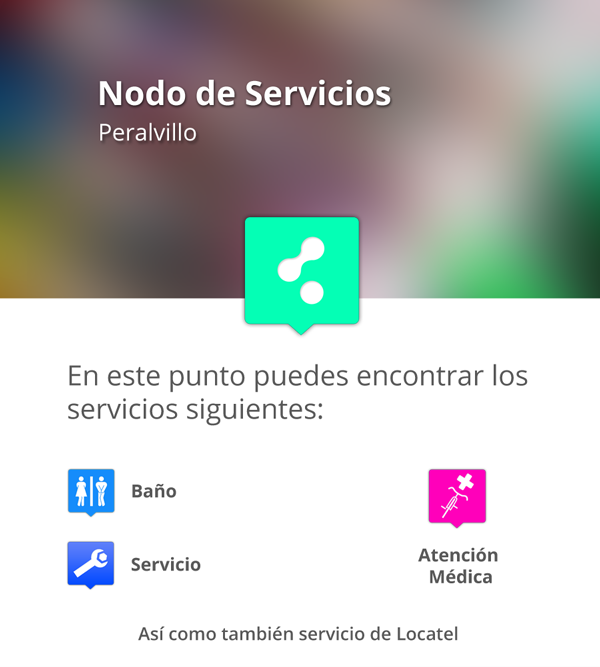 Nodo de Servicios
Peralvillo
En este punto puedes encontrar los
servicios siguientes:
Baño
Servicio
Atención
Médica
Así como también servicio de Locatel